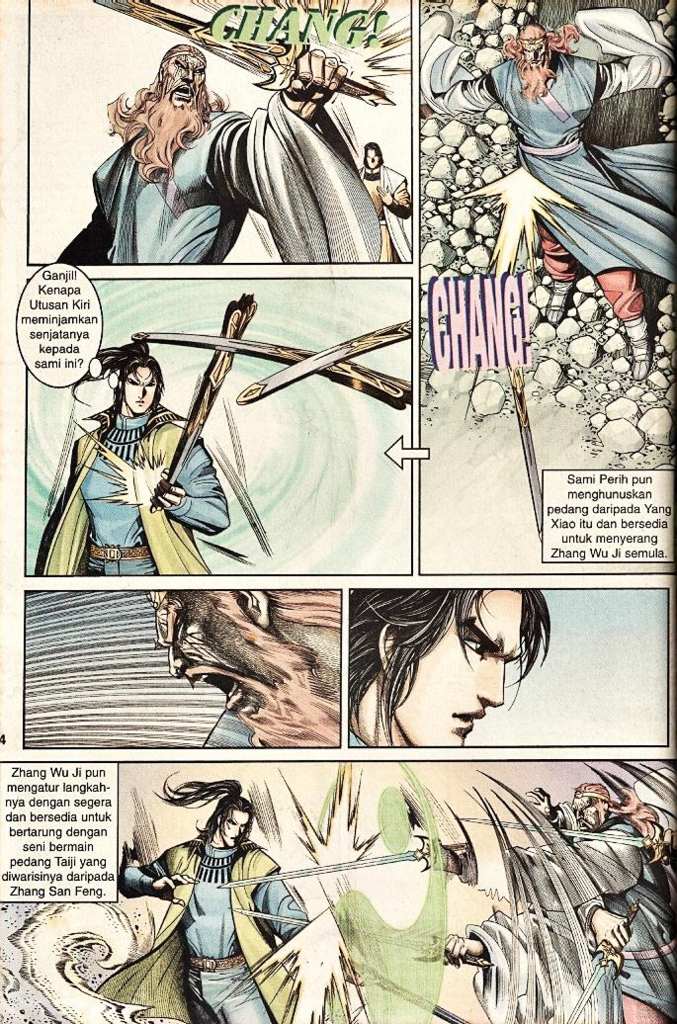 CHANG!
CHANG!
Ganjil!
Kenapa
Utusan Kiri
meminjamkan
senjatanya
kepada
sami ini?
Sami Perih pun
menghunuskan
pedang daripada Yang
Xiao itu dan bersedia
untuk menyerang
Zhang Wu Ji semula.
4
Zhang Wu Ji pun
mengatur langkah-
nya dengan segera
dan bersedia untuk
bertarung dengan
seni bermain
pedang Taiji yang
diwarisinya daripada
Zhang San Feng.